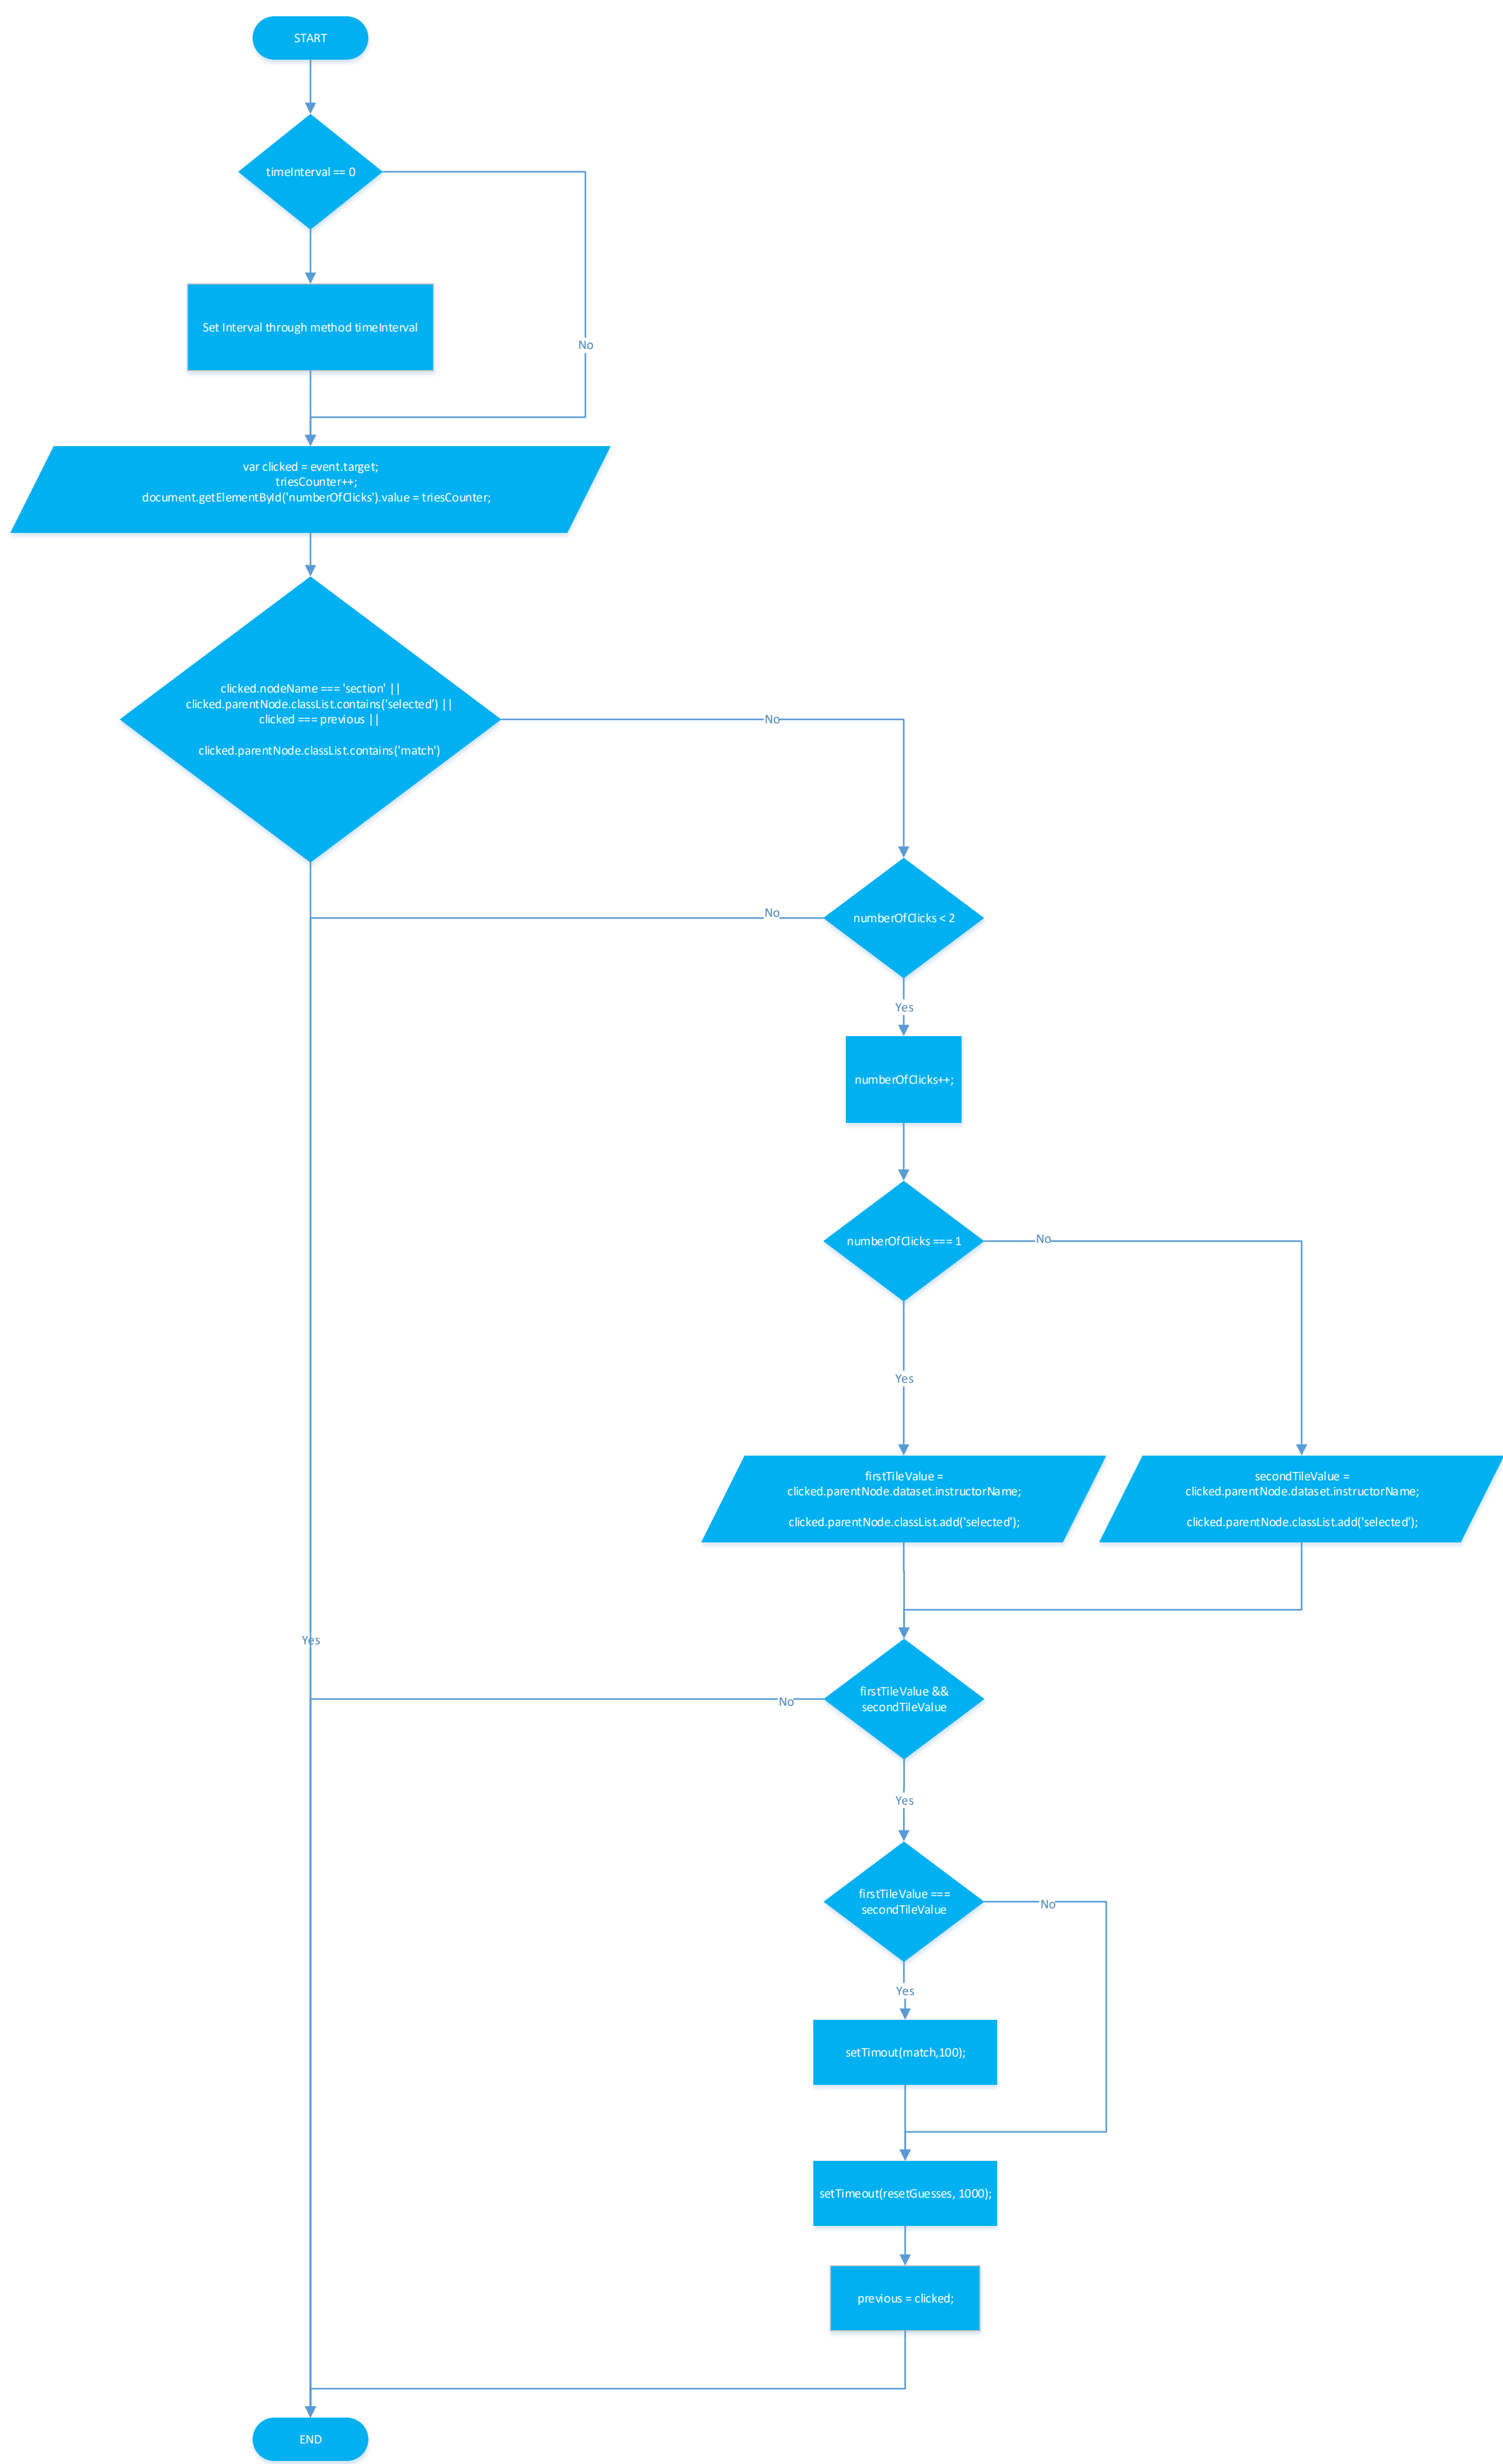 START
timeInterval == 0
Set Interval through method timeInterval
No
var clicked = event.target;
triesCounter++;
document.getElementById('numberOfClicks').value = triesCounter;
clicked.nodeName === 'section' ||
clicked.parentNode.classList.contains('selected') ||
clicked === previous ||
clicked.parentNode.classList.contains('match')
No
No
numberOfClicks < 2
Yes
numberOfClicks++;
numberOfClicks === 1
No
Yes
firstTileValue =
clicked.parentNode.dataset.instructorName;
clicked.parentNode.classList.add('selected');
secondTileValue =
clicked.parentNode.dataset.instructorName;
clicked.parentNode.classList.add('selected');
Yes
firstTileValue &&
secondTileValue
No
Yes
firstTileValue ===
secondTileValue
No
Yes
setTimout(match,100);
setTimeout(resetGuesses, 1000);
previous = clicked;
END